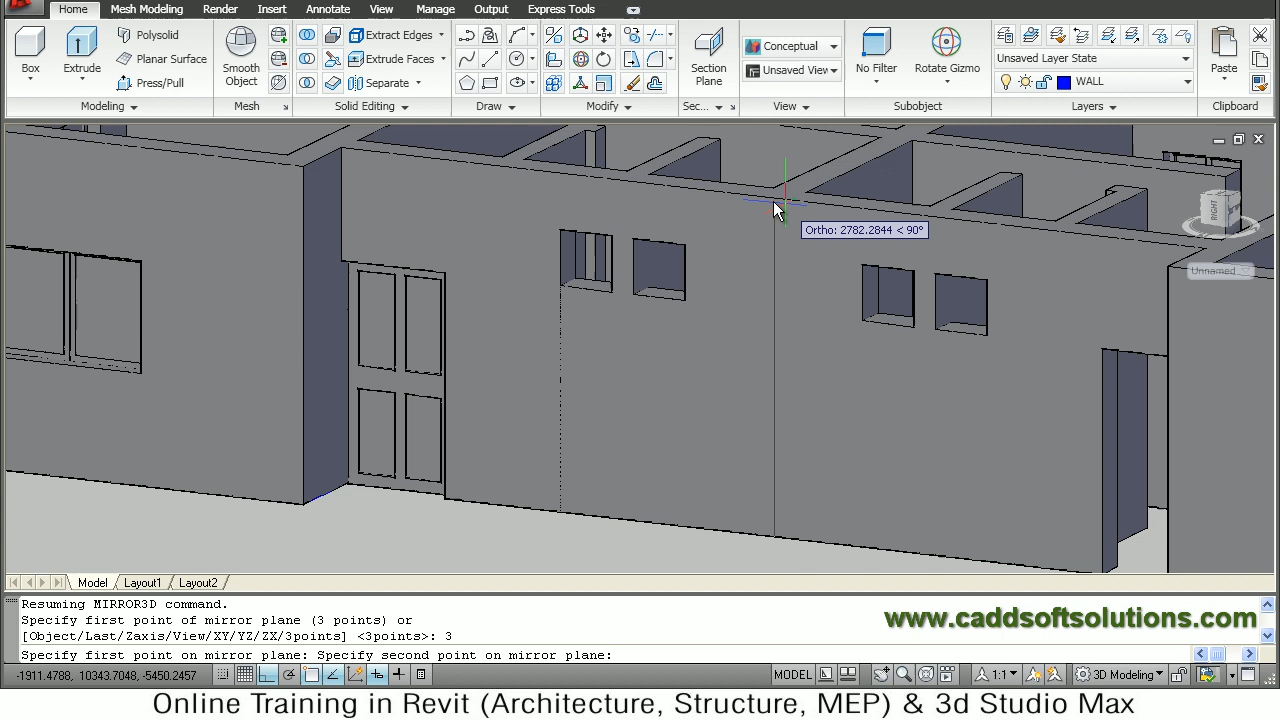 Home Mesh Modeling Render Insert Annotate View Manage Output Express Tools
Box
Extrude
Polysolid
Planar Surface
Press/Pull
Smooth
Object
Extract Edges
Extrude Faces
Separate
Section
Plane
Conceptual
Unsaved View
No Filter
Rotate Gizmo
Unsaved Layer State
WALL
Paste
Modeling
Mesh
Solid Editing
Draw
Modify
Sec...
View
Subobject
Layers
Clipboard
RIGHT
Ortho: 2782.2844 < 90°
Unnamed
Model Layout1 Layout2
Resuming MIRROR3D command.
Specify first point of mirror plane (3 points) or
[Object/Last/Zaxis/View/XY/YZ/ZX/3points] <3points>: 3
Specify first point on mirror plane: Specify second point on mirror plane:
www.caddsoftsolutions.com
-1911.4788, 10343.7048, -5450.2457
MODEL
1:1
3D Modeling
Online Training in Revit (Architecture, Structure, MEP) & 3d Studio Max